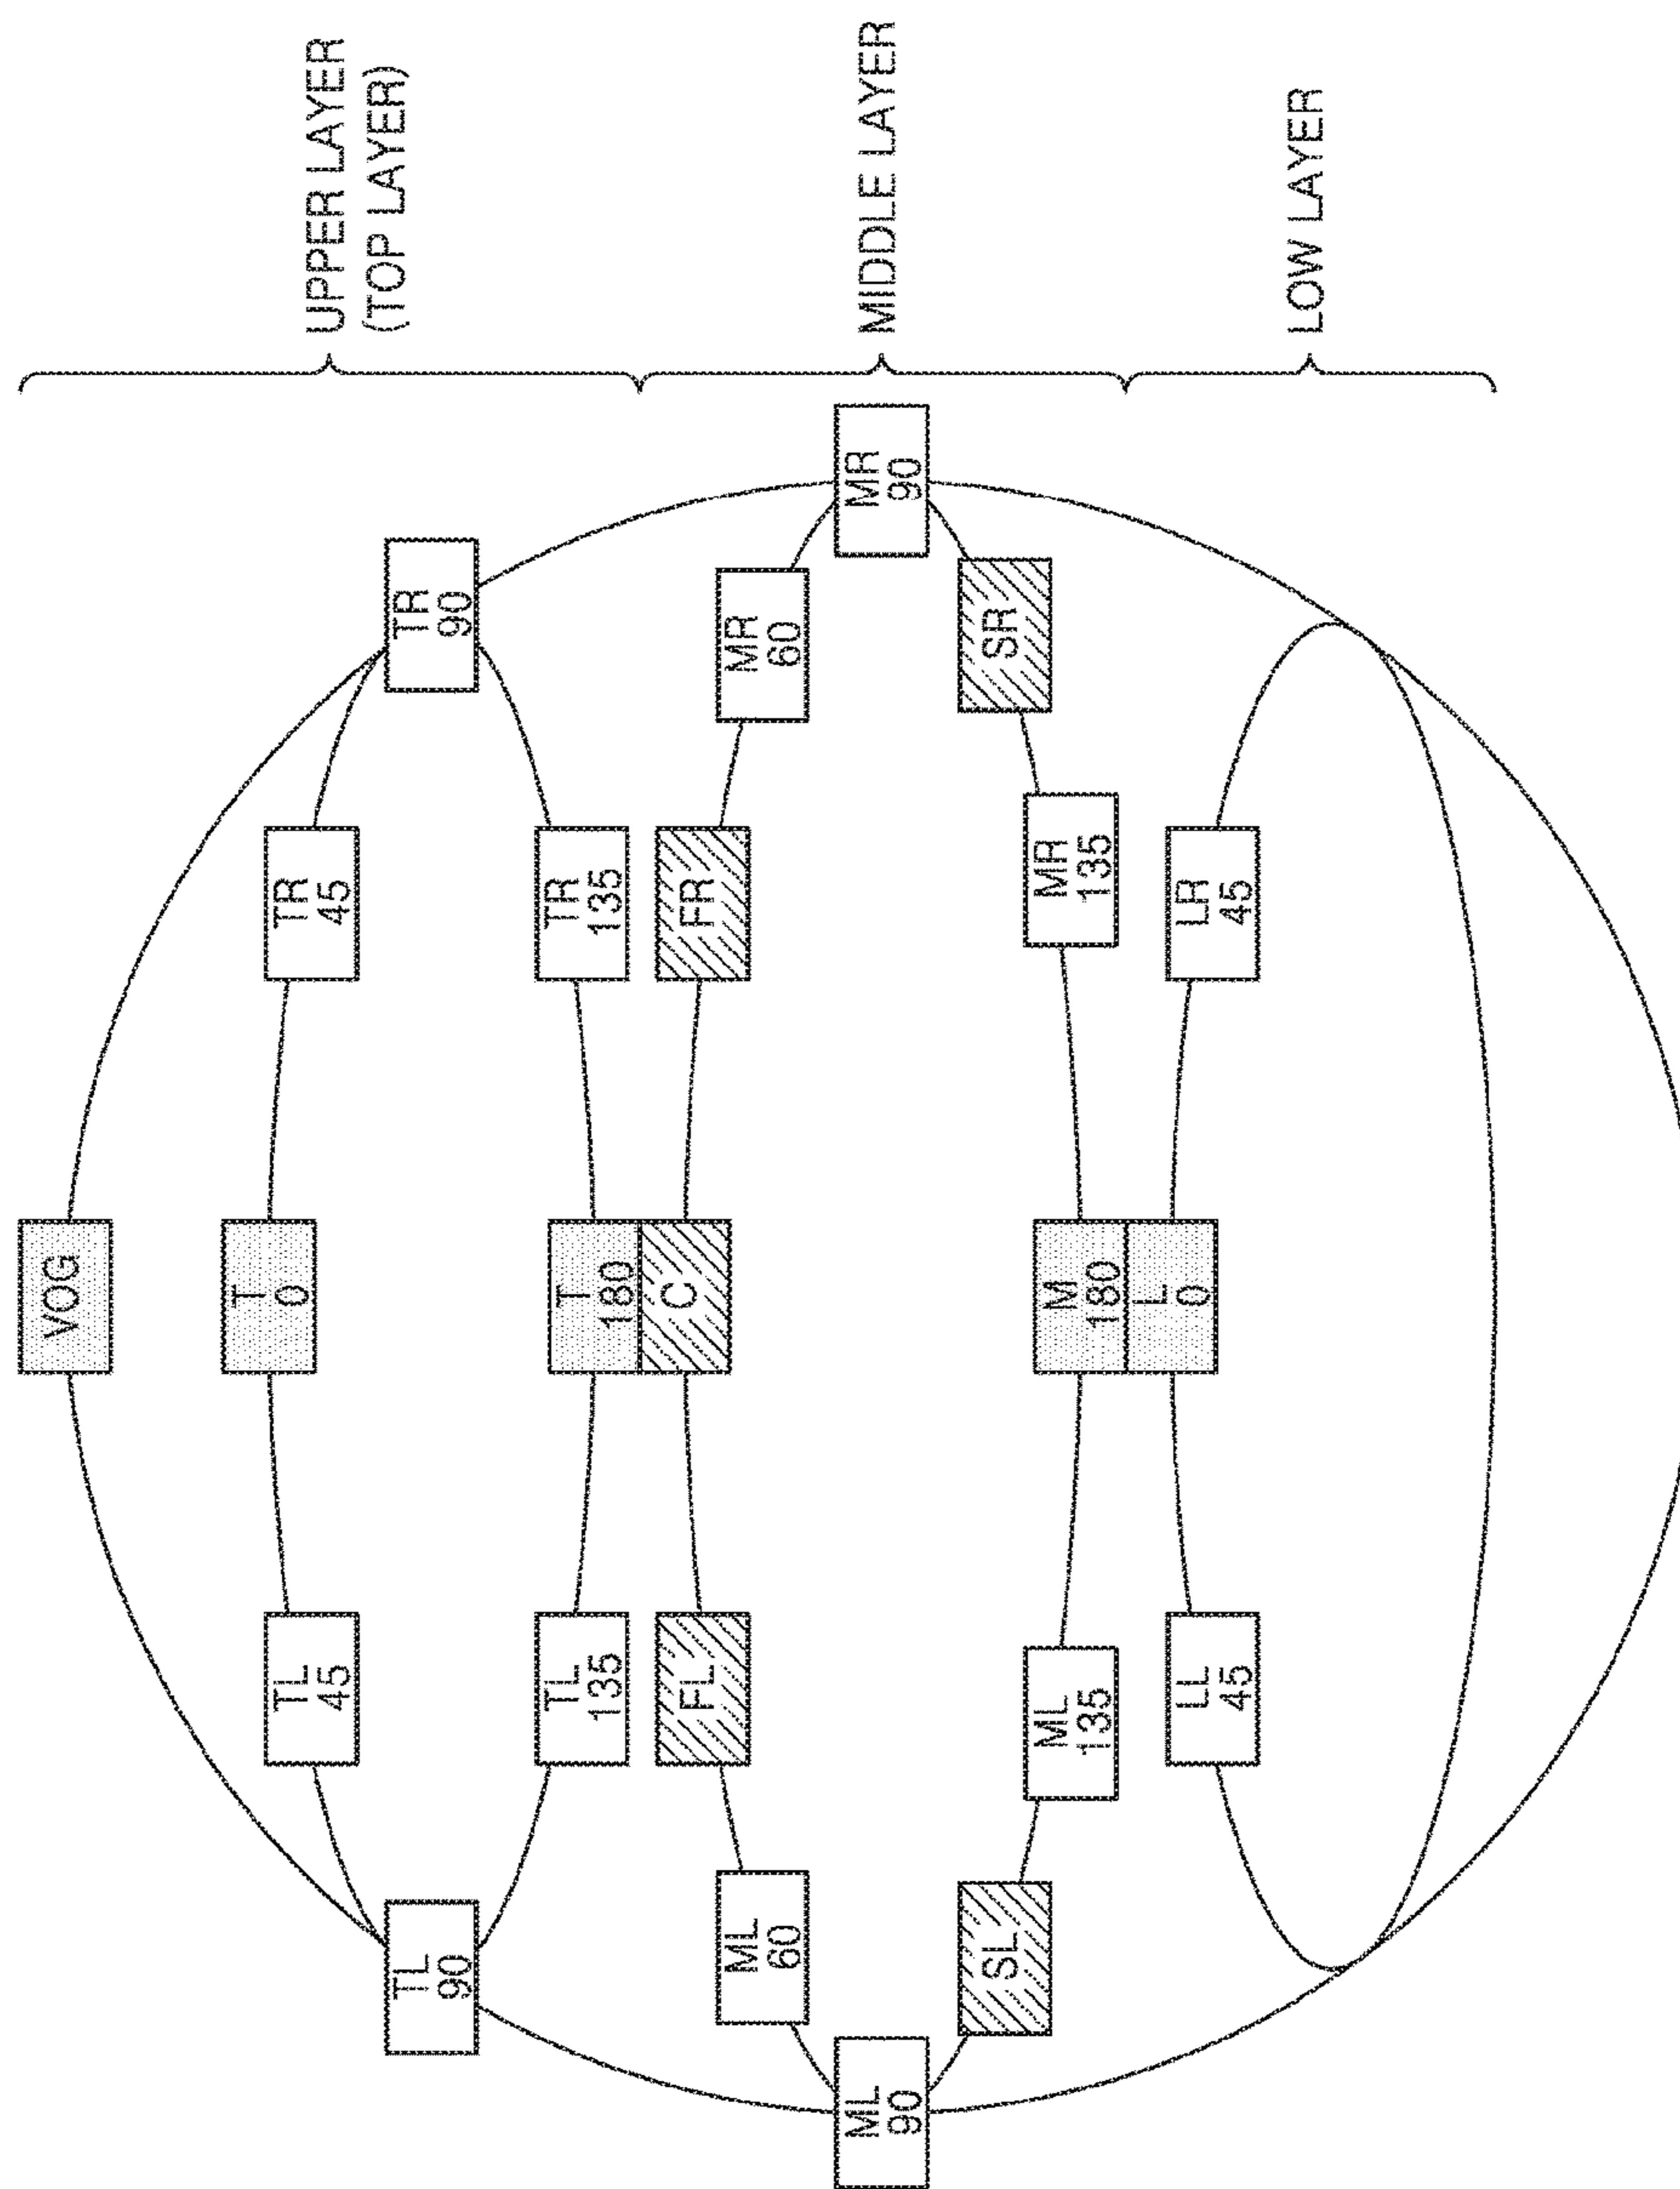 VOG
T
0
TL
45
TR
45
UPPER LAYER
(TOP LAYER)
TL
90
TR
90
TL
135
T
180
TR
135
FL
C
FR
ML
60
MR
60
ML
90
MR
90
MIDDLE LAYER
SL
SR
ML
135
M
180
MR
135
LL
45
L
0
LR
45
LOW LAYER